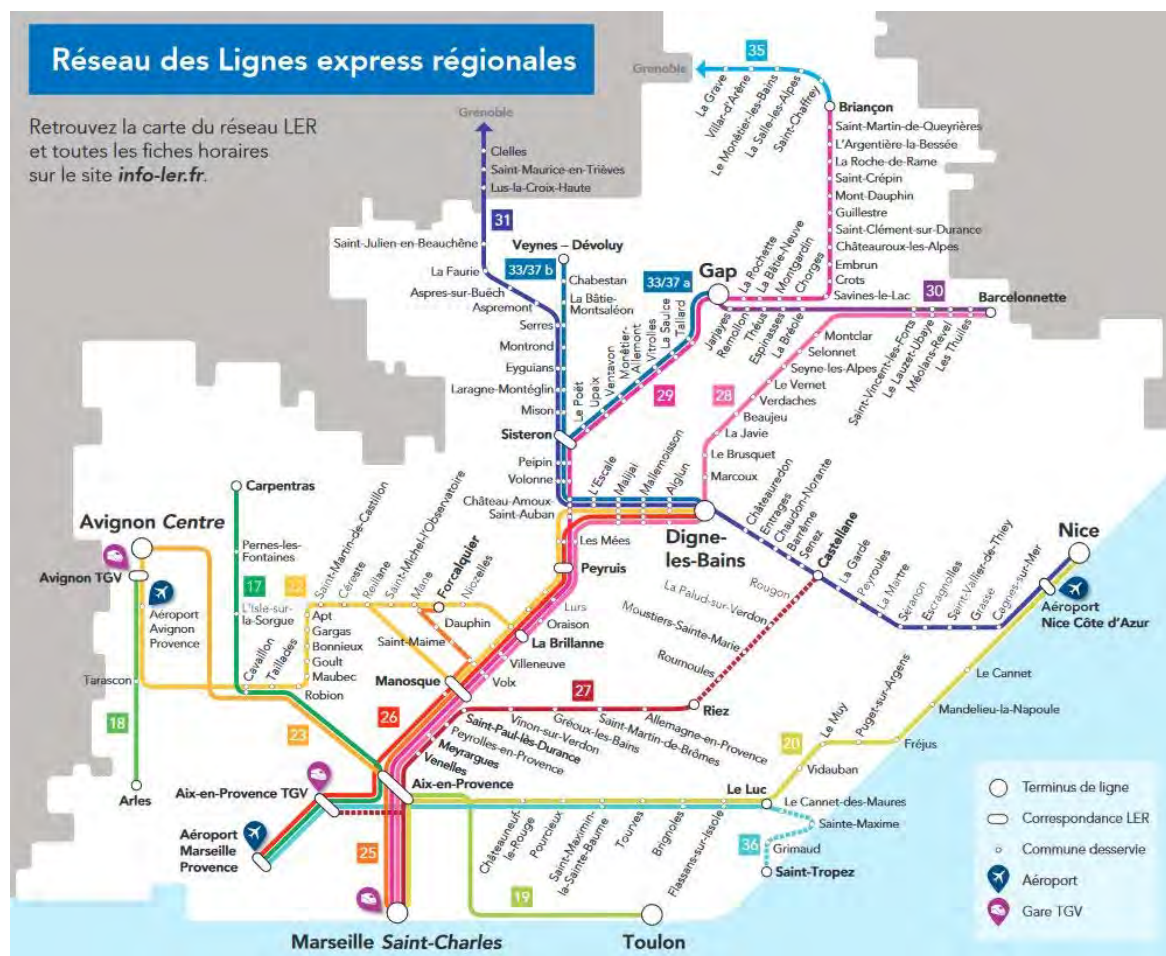 Réseau des Lignes express régionales
Retrouvez la carte du réseau LER
et toutes les fiches horaires
sur le site info-ler.fr.
Grenoble
35
La Grave
Villar-d'Arène
Le Monêtier-les-Bains
La Salle-les-Alpes
Saint-Chaffrey
Briançon
Saint-Martin-de-Queyrières
L'Argentière-la-Bessée
La Roche-de-Rame
Saint-Crépin
Mont-Dauphin
Guillestre
Saint-Clément-sur-Durance
Châteauroux-les-Alpes
Embrun
Crots
Savines-le-Lac
Grenoble
Clelles
Saint-Maurice-en-Trièves
Lus-la-Croix-Haute
31
Saint-Julien-en-Beauchêne
La Faurie
Aspres-sur-Buëch
Aspremont
Serres
Montrond
Eyguians
Laragne-Montéglin
Mison
Sisteron
Peipin
Volonne
Château-Arnoux
Saint-Auban
Veynes – Dévoluy
33/37 b
Chabestan
La Bâtie-
Montsaléon
33/37 a
Gap
La Rochette
La Bâtie-Neuve
Montgardin
Chorges
30
Barcelonnette
Jarjayes
Remollon
Théus
Espinasses
La Bréole
Saint-Vincent-les-Forts
Le Lauzet-Ubaye
Méolans-Revel
Les Thuiles
Le Poët
Upaix
Ventavon
Monêtier-
Allemont
Vitrolles
La Saulce
Tallard
29
28
Montclar
Selonnet
Seyne-les-Alpes
Le Vernet
Verdaches
Beaujeu
La Javie
Le Brusquet
Marcoux
L'Escale
Malijai
Mallemoisson
Aiglun
Digne-
les-Bains
Les Mées
Peyruis
Châteauredon
Entrages
Chaudon-Norante
Barrême
Senez
Castellane
La Garde
Peyroules
La Martre
Séranon
Escragnolles
Saint-Vallier-de-Thiey
Grasse
Cagnes-sur-Mer
Nice
Aéroport
Nice Côte d'Azur
Carpentras
Pernes-les-
Fontaines
17
L'Isle-sur-
la-Sorgue
Avignon Centre
Avignon TGV
Aéroport
Avignon
Provence
Tarascon
18
Arles
Cavaillon
Taillades
Robion
Maubec
Goult
Bonnieux
Gargas
Apt
22
Saint-Martin-de-Castillon
Céreste
Reillane
Saint-Michel-l'Observatoire
Mane
Forcalquier
Niozelles
Dauphin
Saint-Maime
Lurs
Oraison
La Brillanne
Villeneuve
Volx
Manosque
23
26
27
Rougon
La Palud-sur-Verdon
Moustiers-Sainte-Marie
Roumoules
Riez
Allemagne-en-Provence
Saint-Martin-de-Brômes
Gréoux-les-Bains
Vinon-sur-Verdon
Saint-Paul-lès-Durance
Peyrolles-en-Provence
Meyrargues
Venelles
Aix-en-Provence
Aix-en-Provence TGV
Aéroport
Marseille
Provence
25
Marseille Saint-Charles
19
Toulon
Châteauneuf-
le-Rouge
Pourcieux
Saint-Maximin-
la-Sainte-Baume
Tourves
Brignoles
Flassans-sur-Issole
Le Luc
Le Cannet-des-Maures
20
Vidauban
Le Muy
Puget-sur-Argens
Fréjus
Mandelieu-la-Napoule
Le Cannet
36
Sainte-Maxime
Grimaud
Saint-Tropez
Terminus de ligne
Correspondance LER
Commune desservie
Aéroport
Gare TGV